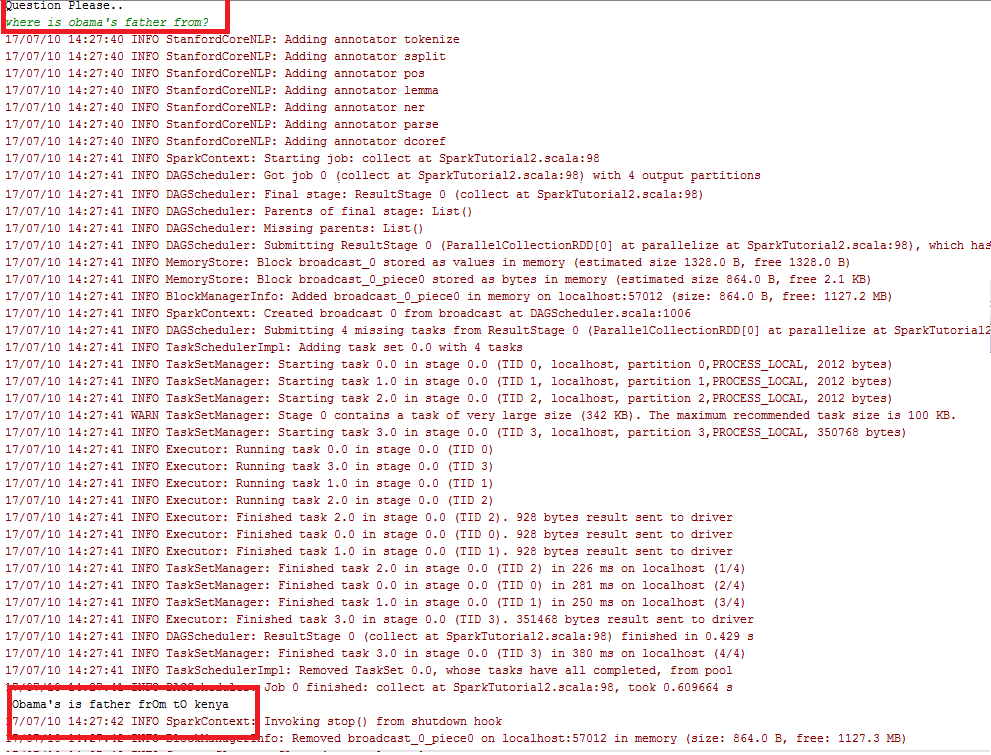 Question Please..
where is obama's father from?
17/07/10 14:27:40 INFO StanfordCoreNLP: Adding annotator tokenize
17/07/10 14:27:40 INFO StanfordCoreNLP: Adding annotator ssplit
17/07/10 14:27:40 INFO StanfordCoreNLP: Adding annotator pos
17/07/10 14:27:40 INFO StanfordCoreNLP: Adding annotator lemma
17/07/10 14:27:40 INFO StanfordCoreNLP: Adding annotator ner
17/07/10 14:27:40 INFO StanfordCoreNLP: Adding annotator parse
17/07/10 14:27:40 INFO StanfordCoreNLP: Adding annotator dcoref
17/07/10 14:27:41 INFO SparkContext: Starting job: collect at SparkTutorial2.scala:98
17/07/10 14:27:41 INFO DAGScheduler: Got job 0 (collect at SparkTutorial2.scala:98) with 4 output partitions
17/07/10 14:27:41 INFO DAGScheduler: Final stage: ResultStage 0 (collect at SparkTutorial2.scala:98)
17/07/10 14:27:41 INFO DAGScheduler: Parents of final stage: List()
17/07/10 14:27:41 INFO DAGScheduler: Missing parents: List()
17/07/10 14:27:41 INFO DAGScheduler: Submitting ResultStage 0 (ParallelCollectionRDD[0] at parallelize at SparkTutorial2.scala:98), which has
17/07/10 14:27:41 INFO MemoryStore: Block broadcast_0 stored as values in memory (estimated size 1328.0 B, free 1328.0 B)
17/07/10 14:27:41 INFO MemoryStore: Block broadcast_0_piece0 stored as bytes in memory (estimated size 864.0 B, free 2.1 KB)
17/07/10 14:27:41 INFO BlockManagerInfo: Added broadcast_0_piece0 in memory on localhost:57012 (size: 864.0 B, free: 1127.2 MB)
17/07/10 14:27:41 INFO SparkContext: Created broadcast 0 from broadcast at DAGScheduler.scala:1006
17/07/10 14:27:41 INFO DAGScheduler: Submitting 4 missing tasks from ResultStage 0 (ParallelCollectionRDD[0] at parallelize at SparkTutorial2
17/07/10 14:27:41 INFO TaskSchedulerImpl: Adding task set 0.0 with 4 tasks
17/07/10 14:27:41 INFO TaskSetManager: Starting task 0.0 in stage 0.0 (TID 0, localhost, partition 0,PROCESS_LOCAL, 2012 bytes)
17/07/10 14:27:41 INFO TaskSetManager: Starting task 1.0 in stage 0.0 (TID 1, localhost, partition 1,PROCESS_LOCAL, 2012 bytes)
17/07/10 14:27:41 INFO TaskSetManager: Starting task 2.0 in stage 0.0 (TID 2, localhost, partition 2,PROCESS_LOCAL, 2012 bytes)
17/07/10 14:27:41 WARN TaskSetManager: Stage 0 contains a task of very large size (342 KB). The maximum recommended task size is 100 KB.
17/07/10 14:27:41 INFO TaskSetManager: Starting task 3.0 in stage 0.0 (TID 3, localhost, partition 3,PROCESS_LOCAL, 350768 bytes)
17/07/10 14:27:41 INFO Executor: Running task 0.0 in stage 0.0 (TID 0)
17/07/10 14:27:41 INFO Executor: Running task 3.0 in stage 0.0 (TID 3)
17/07/10 14:27:41 INFO Executor: Running task 1.0 in stage 0.0 (TID 1)
17/07/10 14:27:41 INFO Executor: Running task 2.0 in stage 0.0 (TID 2)
17/07/10 14:27:41 INFO Executor: Finished task 2.0 in stage 0.0 (TID 2). 928 bytes result sent to driver
17/07/10 14:27:41 INFO Executor: Finished task 0.0 in stage 0.0 (TID 0). 928 bytes result sent to driver
17/07/10 14:27:41 INFO Executor: Finished task 1.0 in stage 0.0 (TID 1). 928 bytes result sent to driver
17/07/10 14:27:41 INFO TaskSetManager: Finished task 2.0 in stage 0.0 (TID 2) in 226 ms on localhost (1/4)
17/07/10 14:27:41 INFO TaskSetManager: Finished task 0.0 in stage 0.0 (TID 0) in 281 ms on localhost (2/4)
17/07/10 14:27:41 INFO TaskSetManager: Finished task 1.0 in stage 0.0 (TID 1) in 250 ms on localhost (3/4)
17/07/10 14:27:41 INFO Executor: Finished task 3.0 in stage 0.0 (TID 3). 351468 bytes result sent to driver
17/07/10 14:27:41 INFO DAGScheduler: ResultStage 0 (collect at SparkTutorial2.scala:98) finished in 0.429 s
17/07/10 14:27:41 INFO TaskSetManager: Finished task 3.0 in stage 0.0 (TID 3) in 380 ms on localhost (4/4)
17/07/10 14:27:41 INFO TaskSchedulerImpl: Removed TaskSet 0.0, whose tasks have all completed, from pool
17/07/10 14:27:41 INFO DAGScheduler: Job 0 finished: collect at SparkTutorial2.scala:98, took 0.609664 s
Obama's is father frOm tO kenya
17/07/10 14:27:42 INFO SparkContext: Invoking stop() from shutdown hook
17/07/10 14:27:42 INFO BlockManagerInfo: Removed broadcast_0_piece0 on localhost:57012 in memory (size: 864.0 B, free: 1127.3 MB)